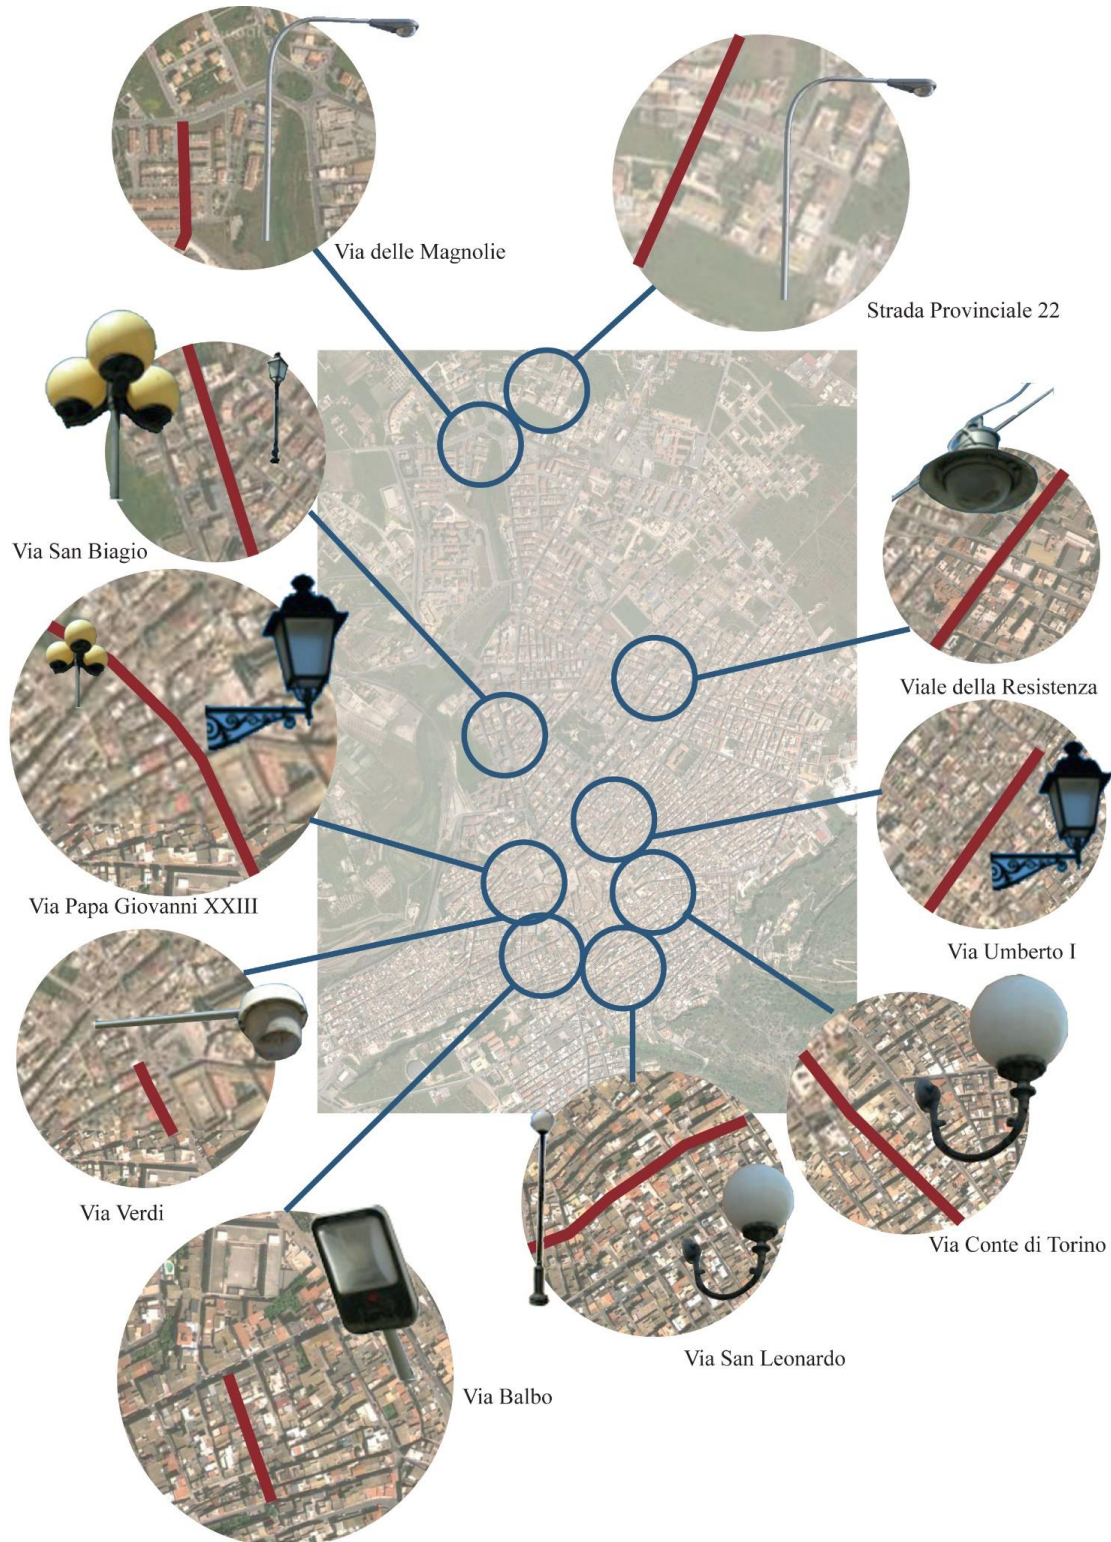 Via delle Magnolie
Strada Provinciale 22
Via San Biagio
Viale della Resistenza
Via Papa Giovanni XXIII
Via Umberto I
Via Verdi
Via Conte di Torino
Via San Leonardo
Via Balbo